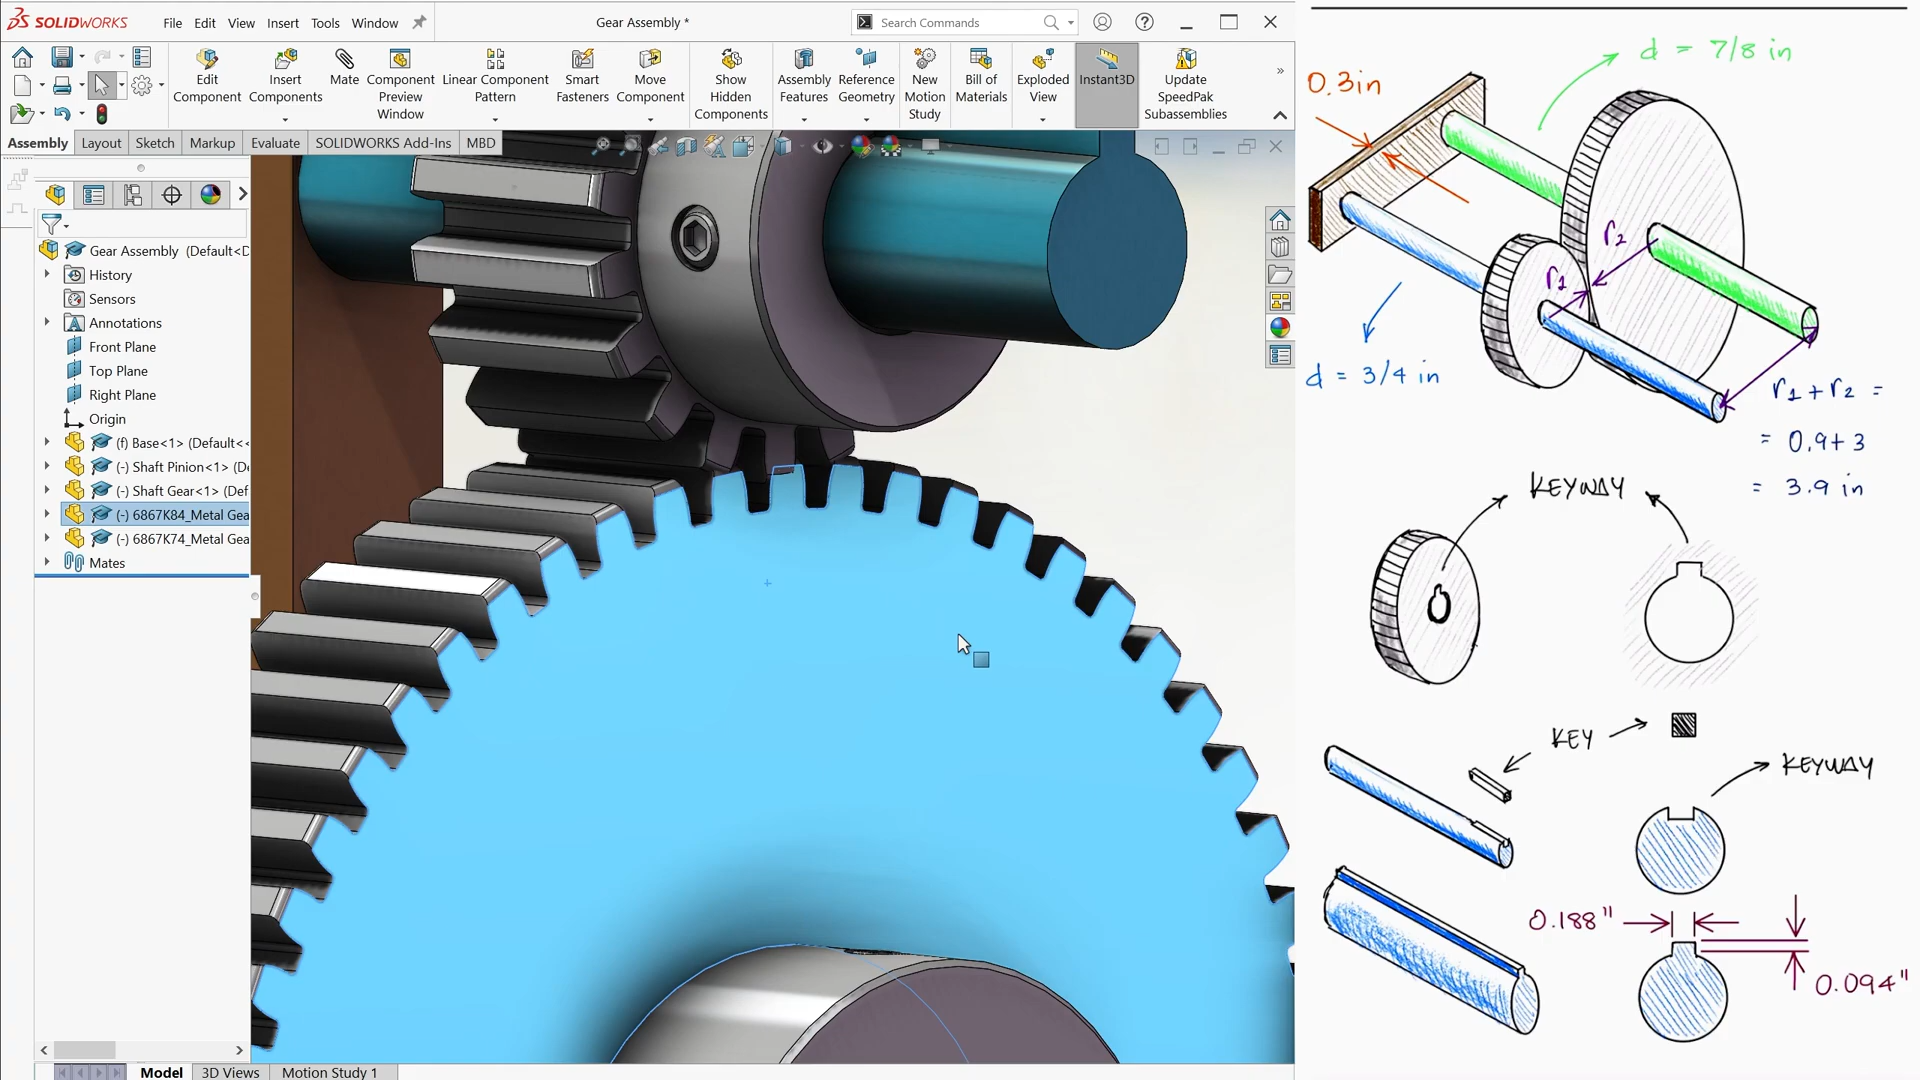 SOLIDWORKS
File Edit View Insert Tools Window
Gear Assembly *
Search Commands
Edit Component
Insert Components
Mate
Component Preview Window
Linear Component Pattern
Smart Fasteners
Move Component
Show Hidden Components
Assembly Features
Reference Geometry
New Motion Study
Bill of Materials
Exploded View
Instant3D
Update SpeedPak Subassemblies
Assembly Layout Sketch Markup Evaluate SOLIDWORKS Add-Ins MBD
Gear Assembly (Default<D
History
Sensors
Annotations
Front Plane
Top Plane
Right Plane
Origin
(f) Base<1> (Default<<
(-) Shaft Pinion<1> (De
(-) Shaft Gear<1> (Def
(-) 6867K84_Metal Gea
(-) 6867K74_Metal Gea
Mates
Model 3D Views Motion Study 1
d = 7/8 in
0.3in
r2
r1
d = 3/4 in
r1 + r2 =
= 0.9+3
= 3.9 in
KEYWAY
KEY
KEYWAY
0.188"
0.094"